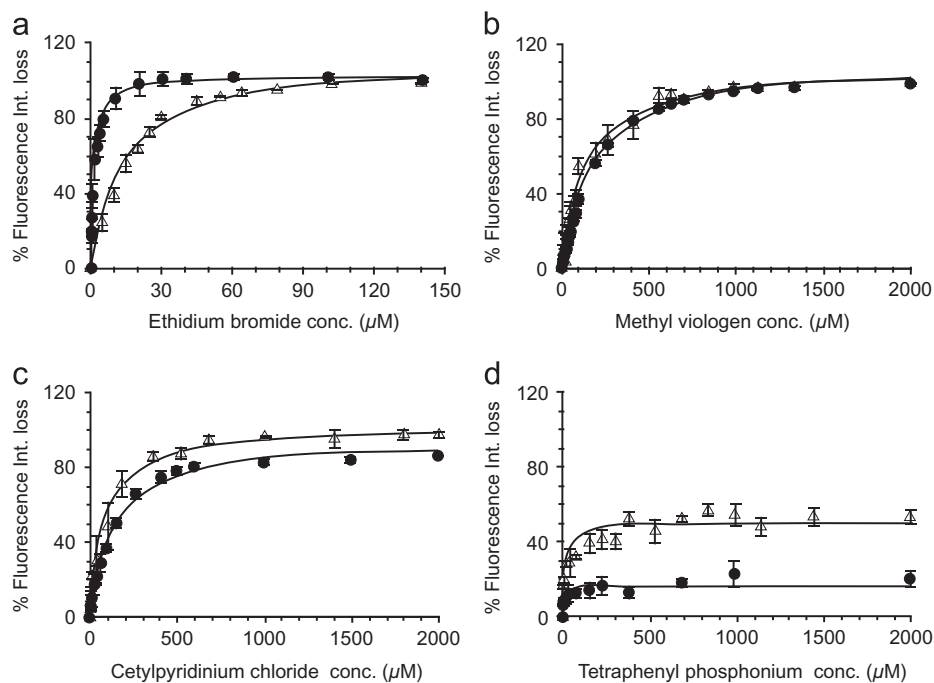 a
% Fluorescence Int. loss
120
80
40
0
0 30 60 90 120 150
Ethidium bromide conc. (µM)
b
% Fluorescence Int. loss
120
80
40
0
0 500 1000 1500 2000
Methyl viologen conc. (µM)
c
% Fluorescence Int. loss
120
80
40
0
0 500 1000 1500 2000
Cetylpyridinium chloride conc. (µM)
d
% Fluorescence Int. loss
120
80
40
0
0 500 1000 1500 2000
Tetraphenyl phosphonium conc. (µM)